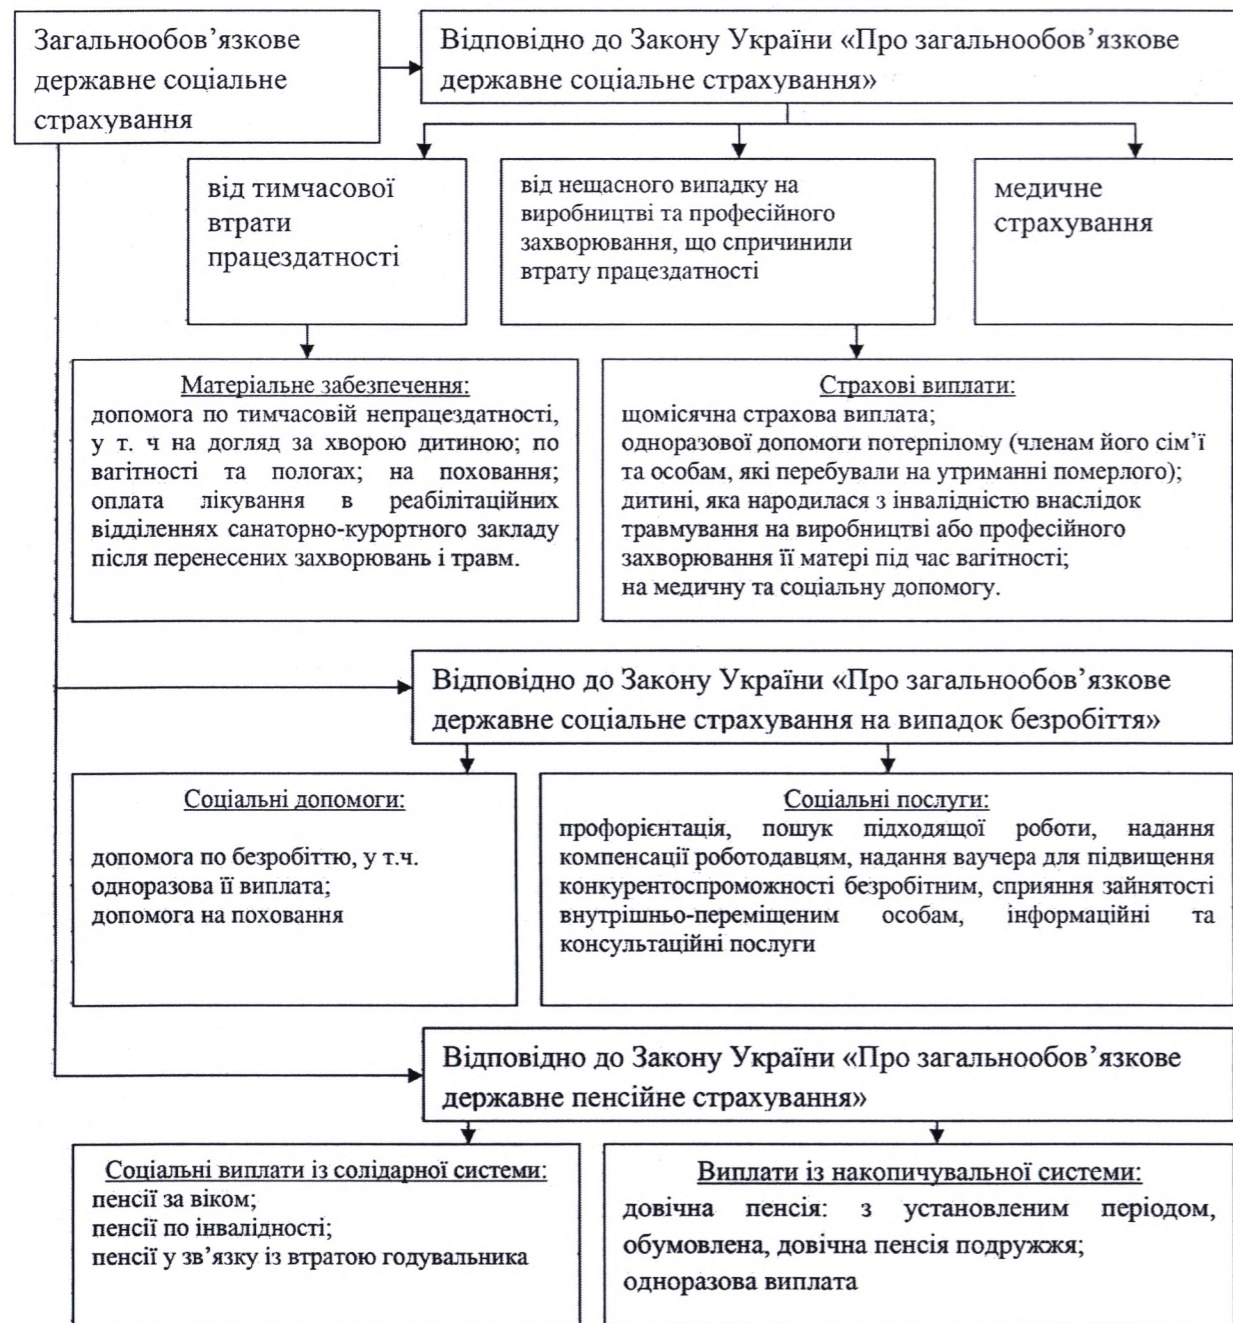 Загальнообов’язкове
державне соціальне
страхування
Відповідно до Закону України «Про загальнообов’язкове
державне соціальне страхування»
від тимчасової
втрати
працездатності
від нещасного випадку на
виробництві та професійного
захворювання, що спричинили
втрату працездатності
медичне
страхування
Матеріальне забезпечення:
допомога по тимчасовій непрацездатності,
у т. ч на догляд за хворою дитиною; по
вагітності та пологах; на поховання;
оплата лікування в реабілітаційних
відділеннях санаторно-курортного закладу
після перенесених захворювань і травм.
Страхові виплати:
щомісячна страхова виплата;
одноразової допомоги потерпілому (членам його сім’ї
та особам, які перебували на утриманні померлого);
дитині, яка народилася з інвалідністю внаслідок
травмування на виробництві або професійного
захворювання її матері під час вагітності;
на медичну та соціальну допомогу.
Відповідно до Закону України «Про загальнообов’язкове
державне соціальне страхування на випадок безробіття»
Соціальні допомоги:
допомога по безробіттю, у т.ч.
одноразова її виплата;
допомога на поховання
Соціальні послуги:
профорієнтація, пошук підходящої роботи, надання
компенсації роботодавцям, надання ваучера для підвищення
конкурентоспроможності безробітним, сприяння зайнятості
внутрішньо-переміщеним особам, інформаційні та
консультаційні послуги
Відповідно до Закону України «Про загальнообов’язкове
державне пенсійне страхування»
Соціальні виплати із солідарної системи:
пенсії за віком;
пенсії по інвалідності;
пенсії у зв’язку із втратою годувальника
Виплати із накопичувальної системи:
довічна пенсія: з установленим періодом,
обумовлена, довічна пенсія подружжя;
одноразова виплата